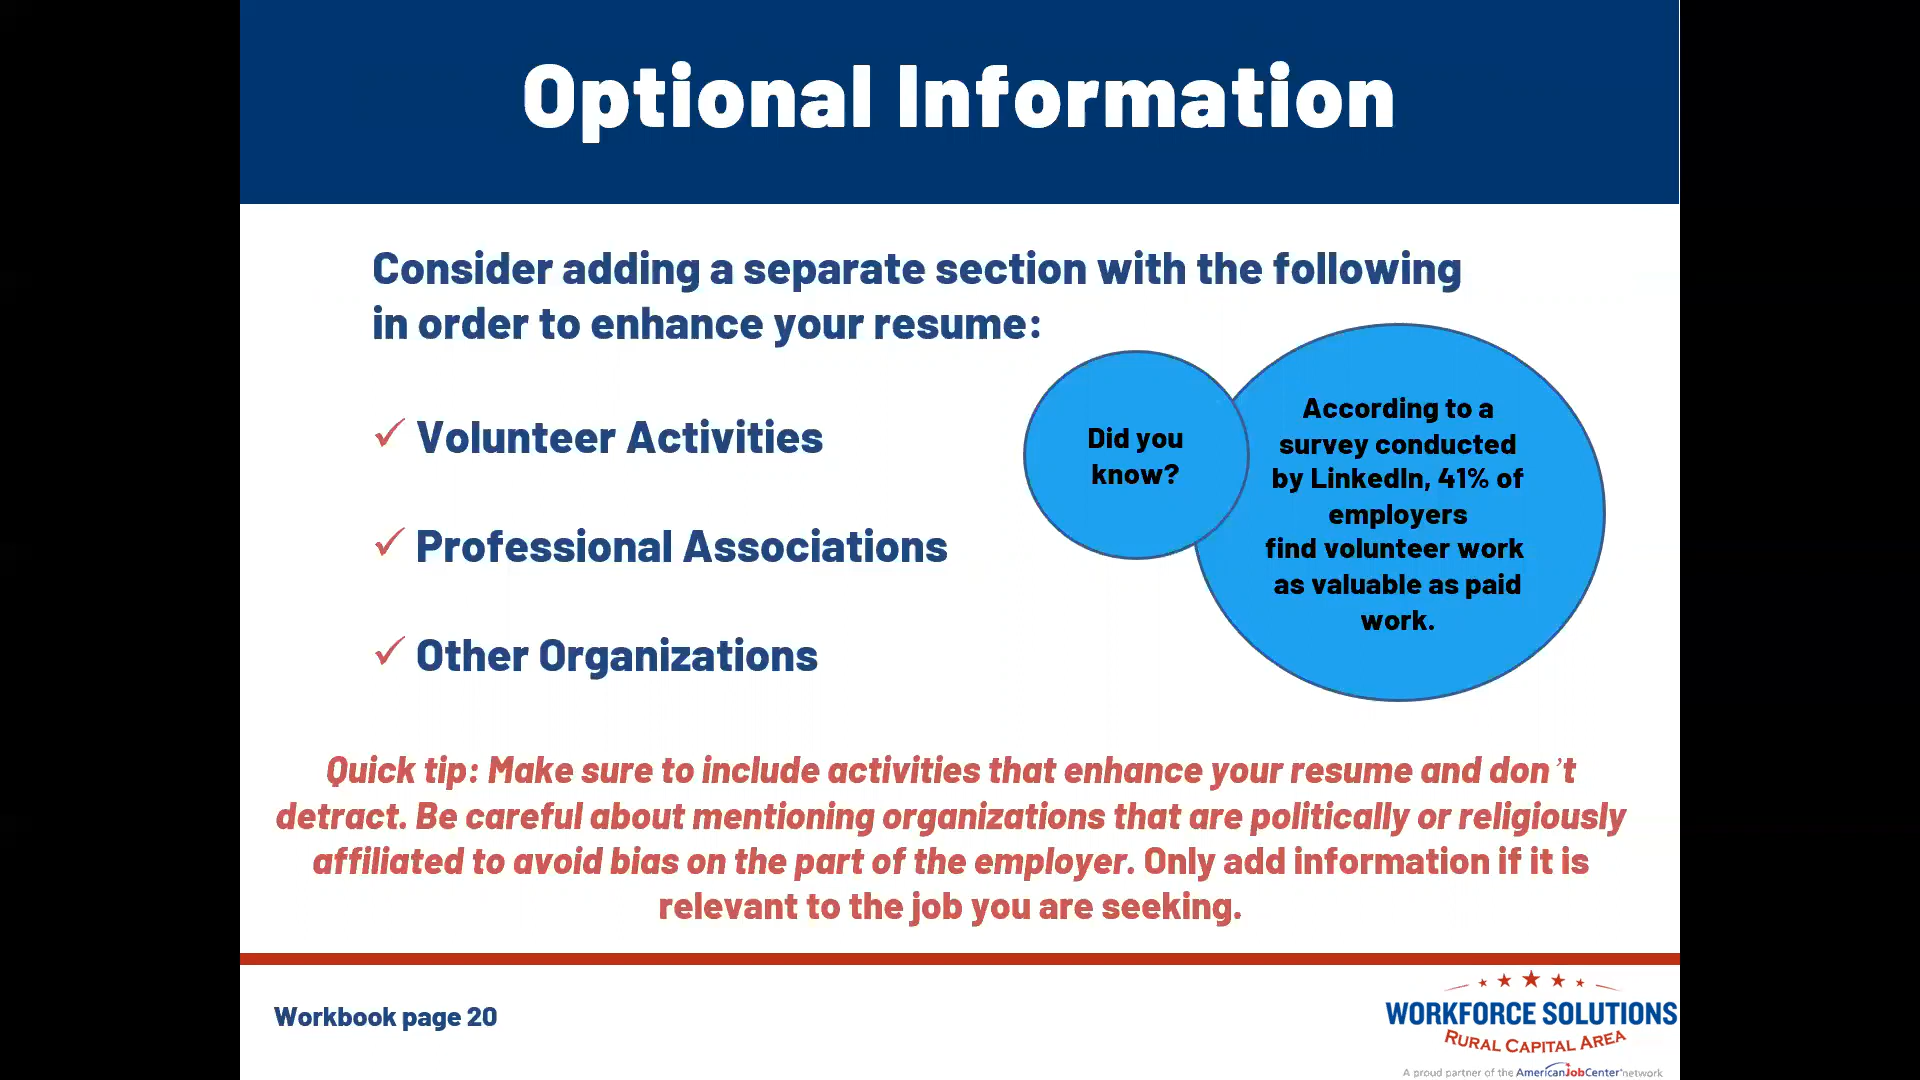 Optional Information
Consider adding a separate section with the following
in order to enhance your resume:
✓ Volunteer Activities
✓ Professional Associations
✓ Other Organizations
Did you
know?
According to a
survey conducted
by LinkedIn, 41% of
employers
find volunteer work
as valuable as paid
work.
Quick tip: Make sure to include activities that enhance your resume and don’t
detract. Be careful about mentioning organizations that are politically or religiously
affiliated to avoid bias on the part of the employer. Only add information if it is
relevant to the job you are seeking.
Workbook page 20
WORKFORCE SOLUTIONS
RURAL CAPITAL AREA
A proud partner of the AmericanJobCenter network